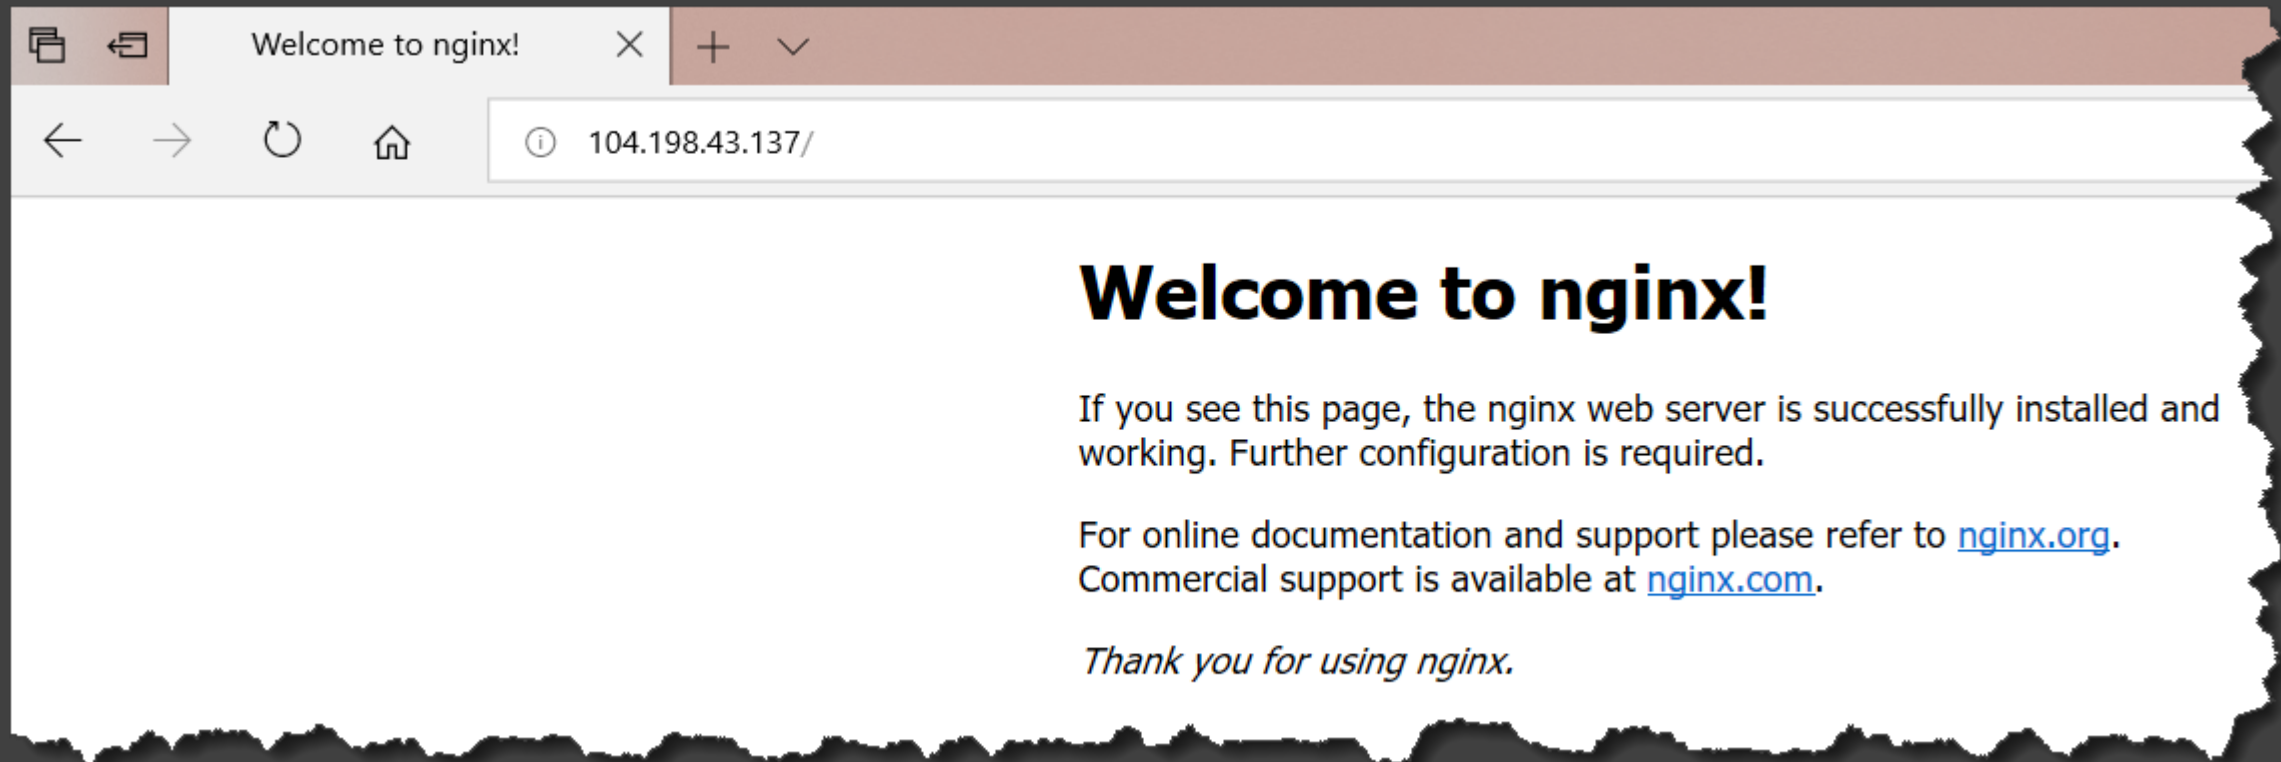 Welcome to nginx!
104.198.43.137/
Welcome to nginx!
If you see this page, the nginx web server is successfully installed and
working. Further configuration is required.
For online documentation and support please refer to nginx.org.
Commercial support is available at nginx.com.
Thank you for using nginx.